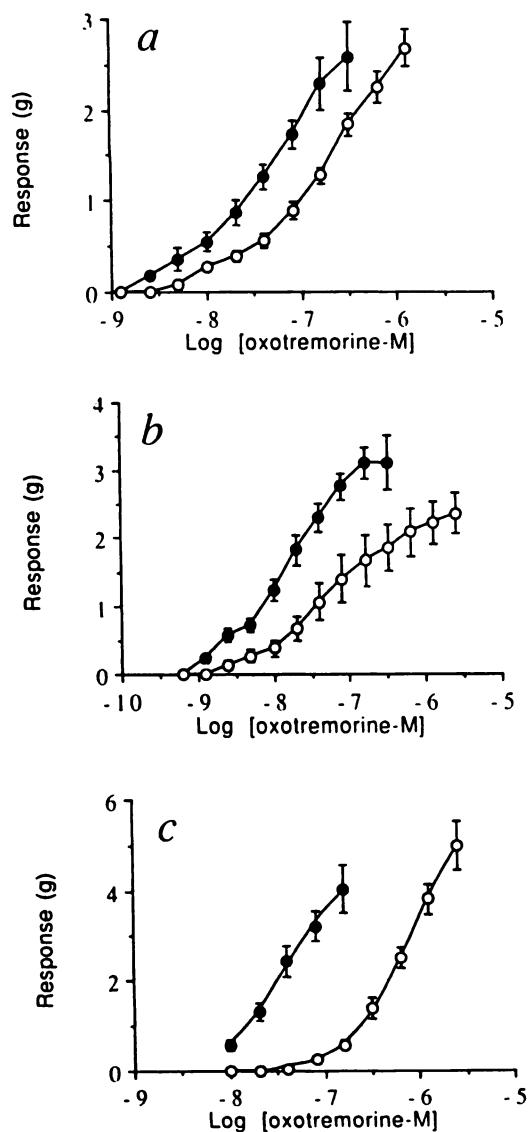 a
3
2
1
0
Response (g)
-9 -8 -7 -6 -5
Log [oxotremorine-M]
b
4
3
2
1
0
Response (g)
-10 -9 -8 -7 -6 -5
Log [oxotremorine-M]
c
6
4
2
0
Response (g)
-9 -8 -7 -6 -5
Log [oxotremorine-M]